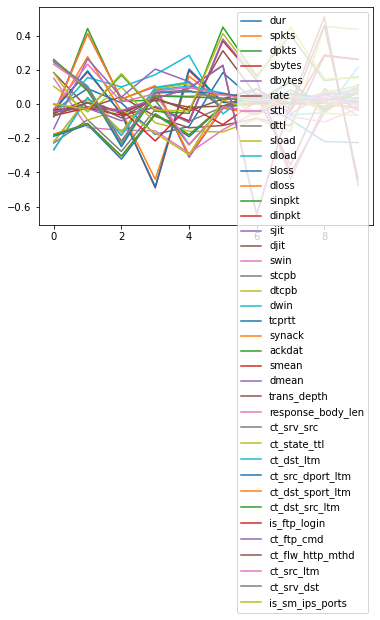 0.4
0.2
0.0
−0.2
−0.4
−0.6
0
2
4
6
8
dur
spkts
dpkts
sbytes
dbytes
rate
sttl
dttl
sload
dload
sloss
dloss
sinpkt
dinpkt
sjit
djit
swin
stcpb
dtcpb
dwin
tcprtt
synack
ackdat
smean
dmean
trans_depth
response_body_len
ct_srv_src
ct_state_ttl
ct_dst_ltm
ct_src_dport_ltm
ct_dst_sport_ltm
ct_dst_src_ltm
is_ftp_login
ct_ftp_cmd
ct_flw_http_mthd
ct_src_ltm
ct_srv_dst
is_sm_ips_ports